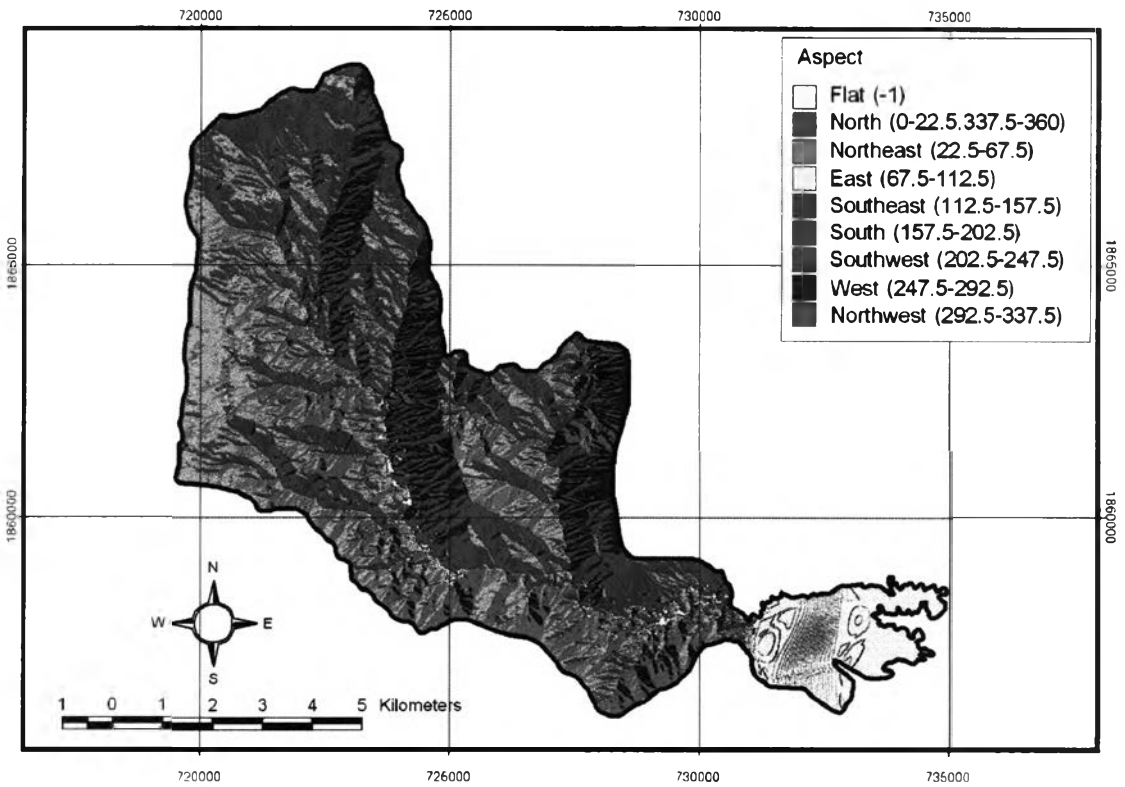 720000 726000 730000 735000
Aspect
Flat (-1)
North (0-22.5,337.5-360)
Northeast (22.5-67.5)
East (67.5-112.5)
Southeast (112.5-157.5)
South (157.5-202.5)
Southwest (202.5-247.5)
West (247.5-292.5)
Northwest (292.5-337.5)
1865000 1865000
1860000 1860000
N
W E
S
1 0 1 2 3 4 5 Kilometers
720000 726000 730000 735000